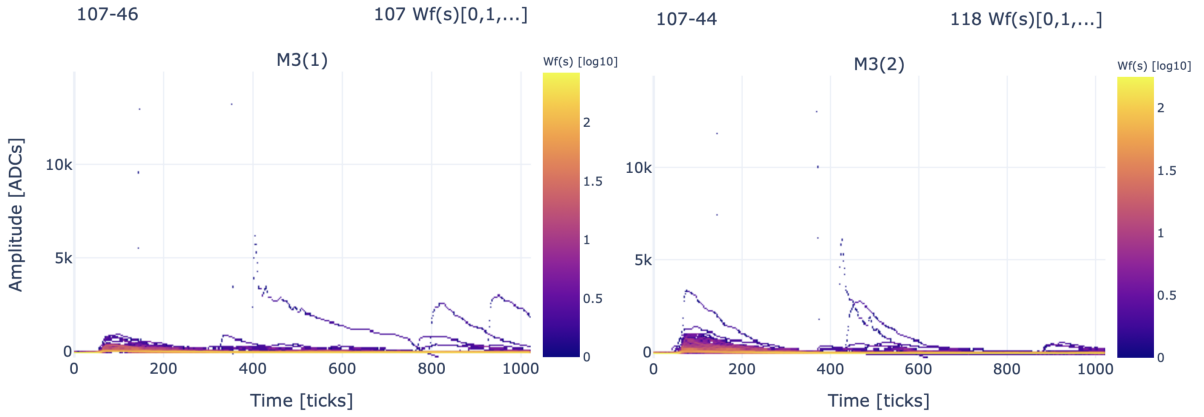 107-46
107 Wf(s)[0,1,...]
107-44
118 Wf(s)[0,1,...]
M3(1)
Wf(s) [log10]
M3(2)
Wf(s) [log10]
Amplitude [ADCs]
10k
5k
0
0
200
400
600
800
1000
Time [ticks]
2
1.5
1
0.5
0
10k
5k
0
0
200
400
600
800
1000
Time [ticks]
2
1.5
1
0.5
0